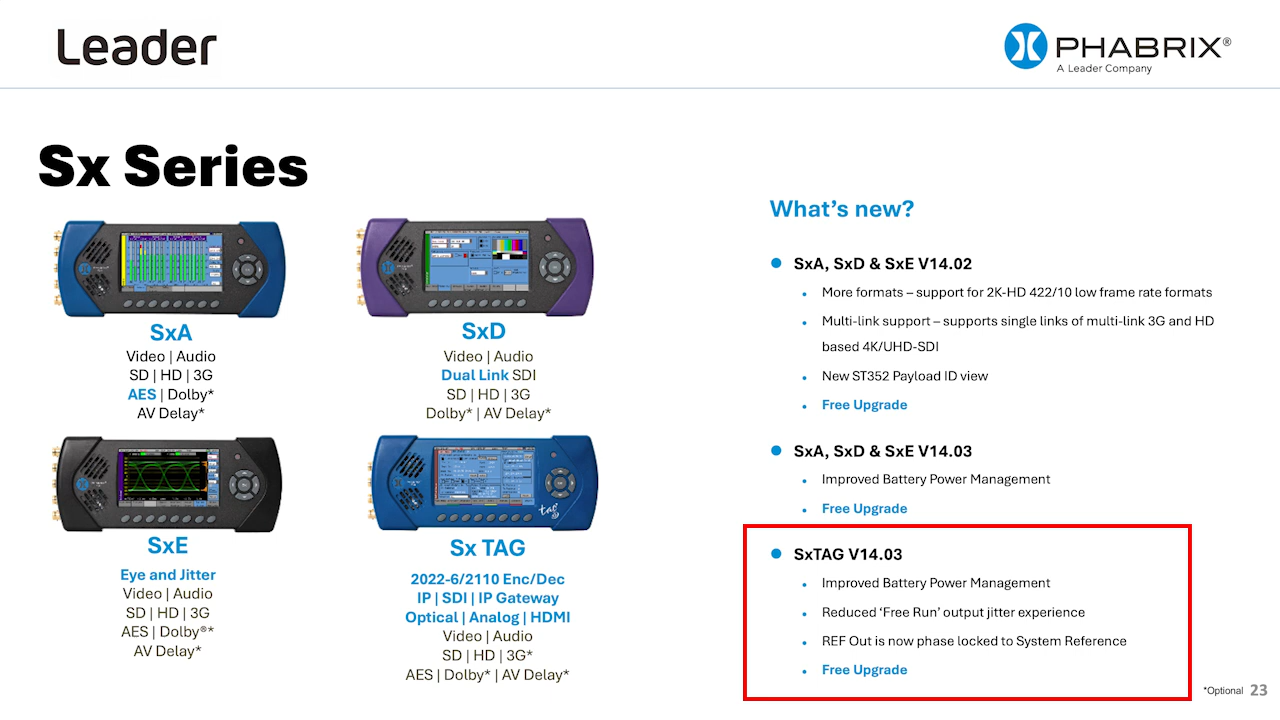 Leader
PHABRIX®
A Leader Company
Sx Series
SxA
Video | Audio
SD | HD | 3G
AES | Dolby*
AV Delay*
SxD
Video | Audio
Dual Link SDI
SD | HD | 3G
Dolby* | AV Delay*
SxE
Eye and Jitter
Video | Audio
SD | HD | 3G
AES | Dolby®*
AV Delay*
tag
Sx TAG
2022-6/2110 Enc/Dec
IP | SDI | IP Gateway
Optical | Analog | HDMI
Video | Audio
SD | HD | 3G*
AES | Dolby* | AV Delay*
What’s new?
SxA, SxD & SxE V14.02
More formats – support for 2K-HD 422/10 low frame rate formats
Multi-link support – supports single links of multi-link 3G and HD
based 4K/UHD-SDI
New ST352 Payload ID view
Free Upgrade
SxA, SxD & SxE V14.03
Improved Battery Power Management
Free Upgrade
SxTAG V14.03
Improved Battery Power Management
Reduced ‘Free Run’ output jitter experience
REF Out is now phase locked to System Reference
Free Upgrade
*Optional 23